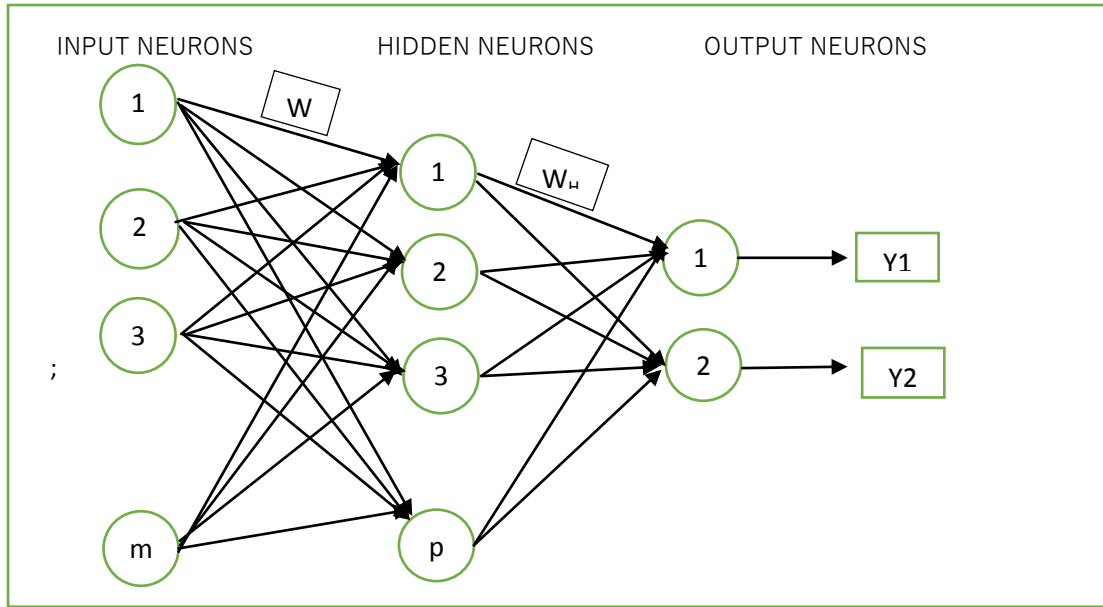 INPUT NEURONS HIDDEN NEURONS OUTPUT NEURONS
1
W
1
WH
2
2
1
Y1
3
3
2
Y2
;
m
p